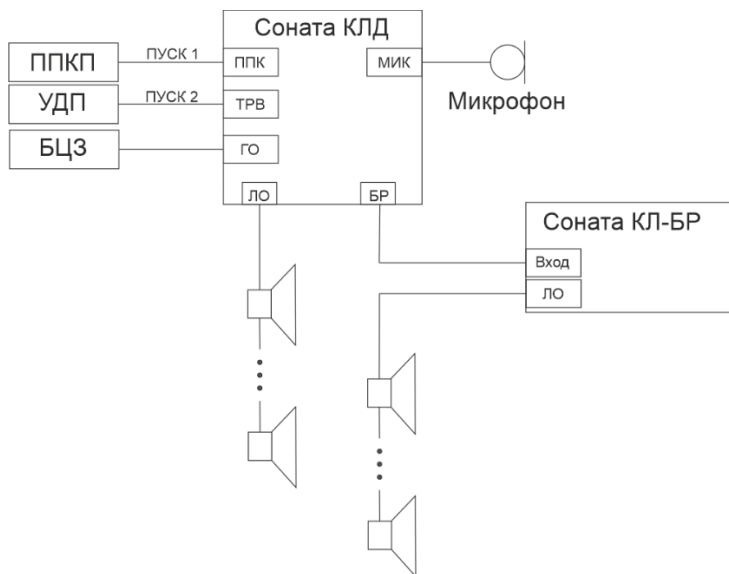 Соната КЛД
ППКП
ПУСК 1
ППК
МИК
УДП
ПУСК 2
ТРВ
Микрофон
БЦЗ
ГО
ЛО
БР
Соната КЛ-БР
Вход
ЛО